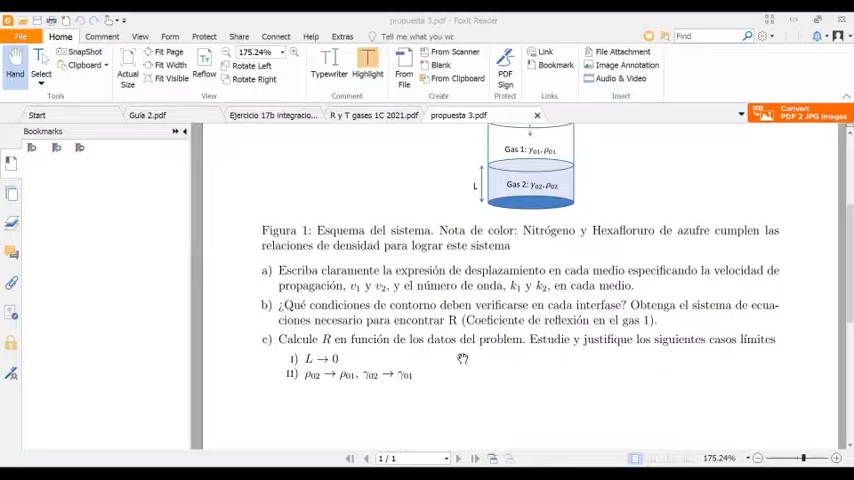 propuesta 3.pdf - Foxit Reader
File Home Comment View Form Protect Share Connect Help Extras Tell me what you want to do... Find
Hand
Select
SnapShot
Clipboard
Actual Size
Fit Page
Fit Width
Fit Visible
Reflow
175.24%
Rotate Left
Rotate Right
Typewriter
Highlight
From File
From Scanner
Blank
From Clipboard
PDF Sign
Link
Bookmark
File Attachment
Image Annotation
Audio & Video
Tools View Comment Create Protect Links Insert
Start Guía 2.pdf Ejercicio 17b integracio... R y T gases 1C 2021.pdf propuesta 3.pdf
Convert
PDF 2 JPG Images
Bookmarks
Gas 1: γ₀₁, ρ₀₁
L
Gas 2: γ₀₂, ρ₀₂
Figura 1: Esquema del sistema. Nota de color: Nitrógeno y Hexafloruro de azufre cumplen las
relaciones de densidad para lograr este sistema
a) Escriba claramente la expresión de desplazamiento en cada medio especificando la velocidad de
propagación, v₁ y v₂, y el número de onda, k₁ y k₂, en cada medio.
b) ¿Qué condiciones de contorno deben verificarse en cada interfase? Obtenga el sistema de ecua-
ciones necesario para encontrar R (Coeficiente de reflexión en el gas 1).
c) Calcule R en función de los datos del problema. Estudie y justifique los siguientes casos límites
I) L → 0
II) ρ₀₂ → ρ₀₁, γ₀₂ → γ₀₁
1 / 1
175.24%